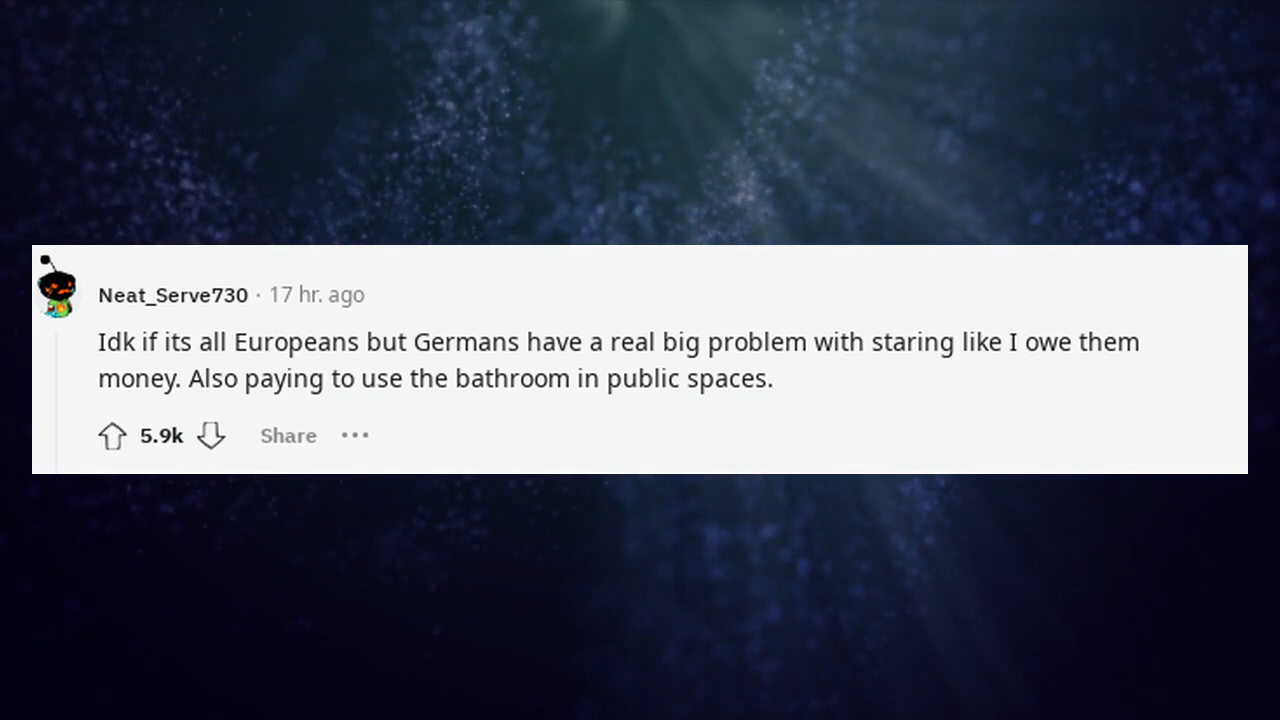 Neat_Serve730 · 17 hr. ago
Idk if its all Europeans but Germans have a real big problem with staring like I owe them
money. Also paying to use the bathroom in public spaces.
5.9k Share •••